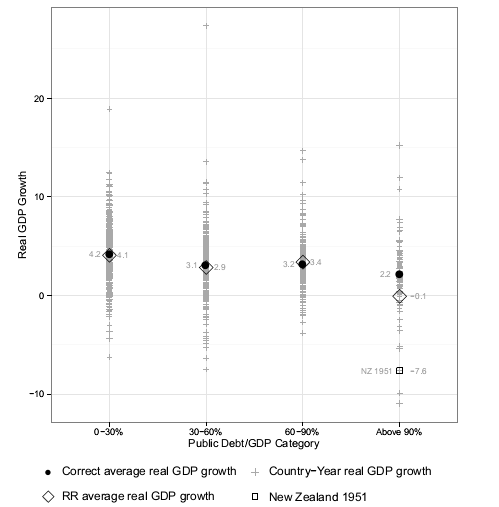 Real GDP Growth
20
10
0
−10
4.2 4.1
3.1 2.9
3.2 3.4
2.2
−0.1
NZ 1951 −7.6
0−30% 30−60% 60−90% Above 90%
Public Debt/GDP Category
Correct average real GDP growth Country−Year real GDP growth
RR average real GDP growth New Zealand 1951